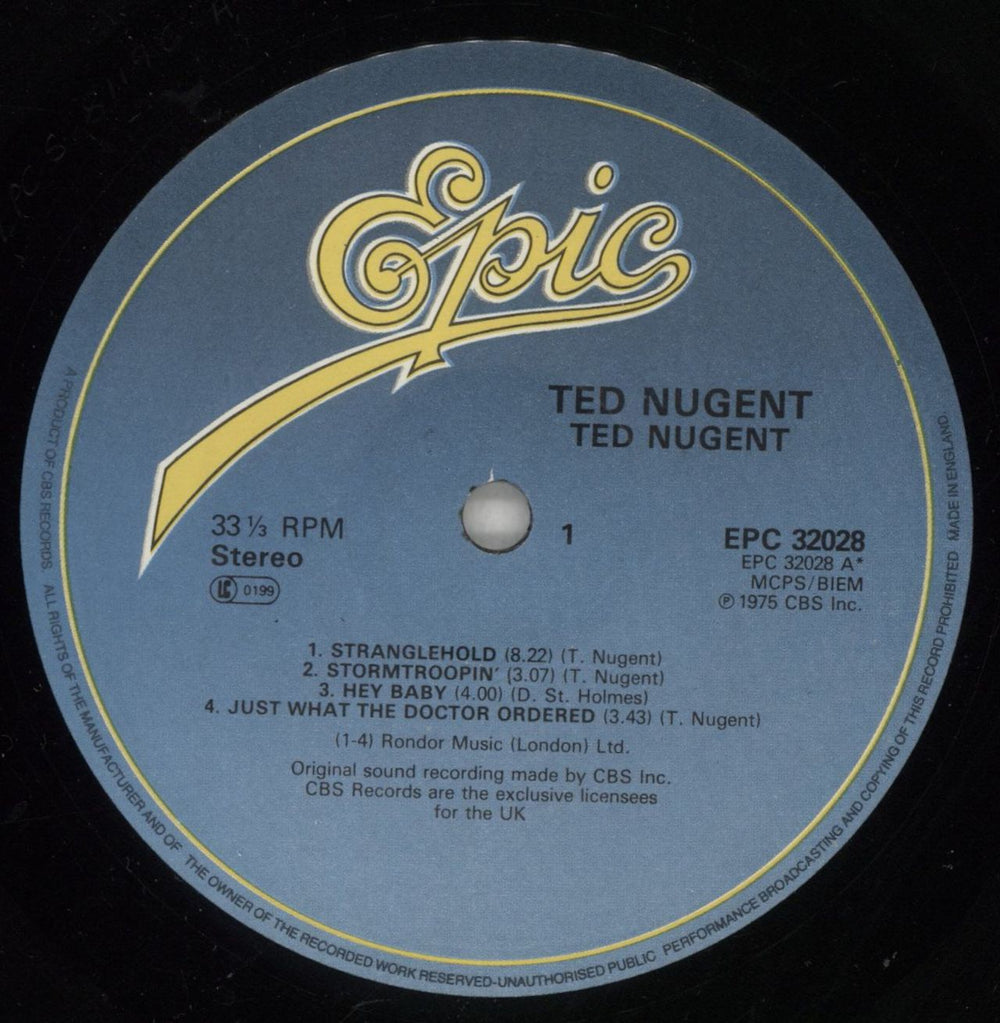 Epic
TED NUGENT
TED NUGENT
33 ⅓ RPM
Stereo
LC 0199
1
EPC 32028
EPC 32028 A*
MCPS/BIEM
℗ 1975 CBS Inc.
1. STRANGLEHOLD (8.22) (T. Nugent)
2. STORMTROOPIN' (3.07) (T. Nugent)
3. HEY BABY (4.00) (D. St. Holmes)
4. JUST WHAT THE DOCTOR ORDERED (3.43) (T. Nugent)
(1-4) Rondor Music (London) Ltd.
Original sound recording made by CBS Inc.
CBS Records are the exclusive licensees
for the UK
A PRODUCT OF CBS RECORDS ALL RIGHTS OF THE MANUFACTURER AND OF THE OWNER OF THE RECORDED WORK RESERVED-UNAUTHORISED PUBLIC PERFORMANCE BROADCASTING AND COPYING OF THIS RECORD PROHIBITED MADE IN ENGLAND.